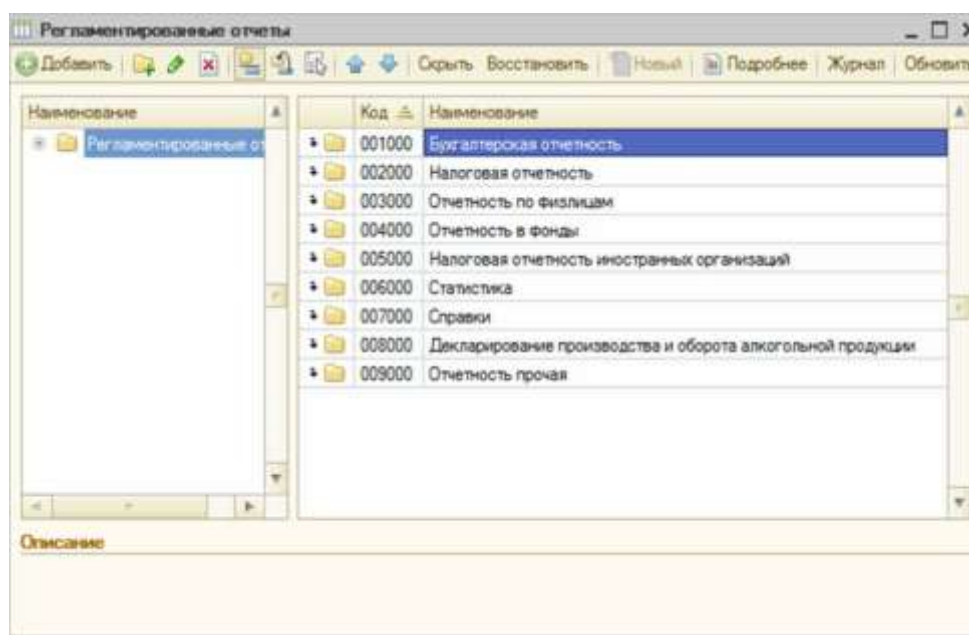 Регламентированные отчеты
Добавить Скрыть Восстановить Новый Подробнее Журнал Обновить
Наименование Код Наименование
Регламентированные от
001000 Бухгалтерская отчетность
002000 Налоговая отчетность
003000 Отчетность по физлицам
004000 Отчетность в фонды
005000 Налоговая отчетность иностранных организаций
006000 Статистика
007000 Справки
008000 Декларирование производства и оборота алкогольной продукции
009000 Отчетность прочая
Описание